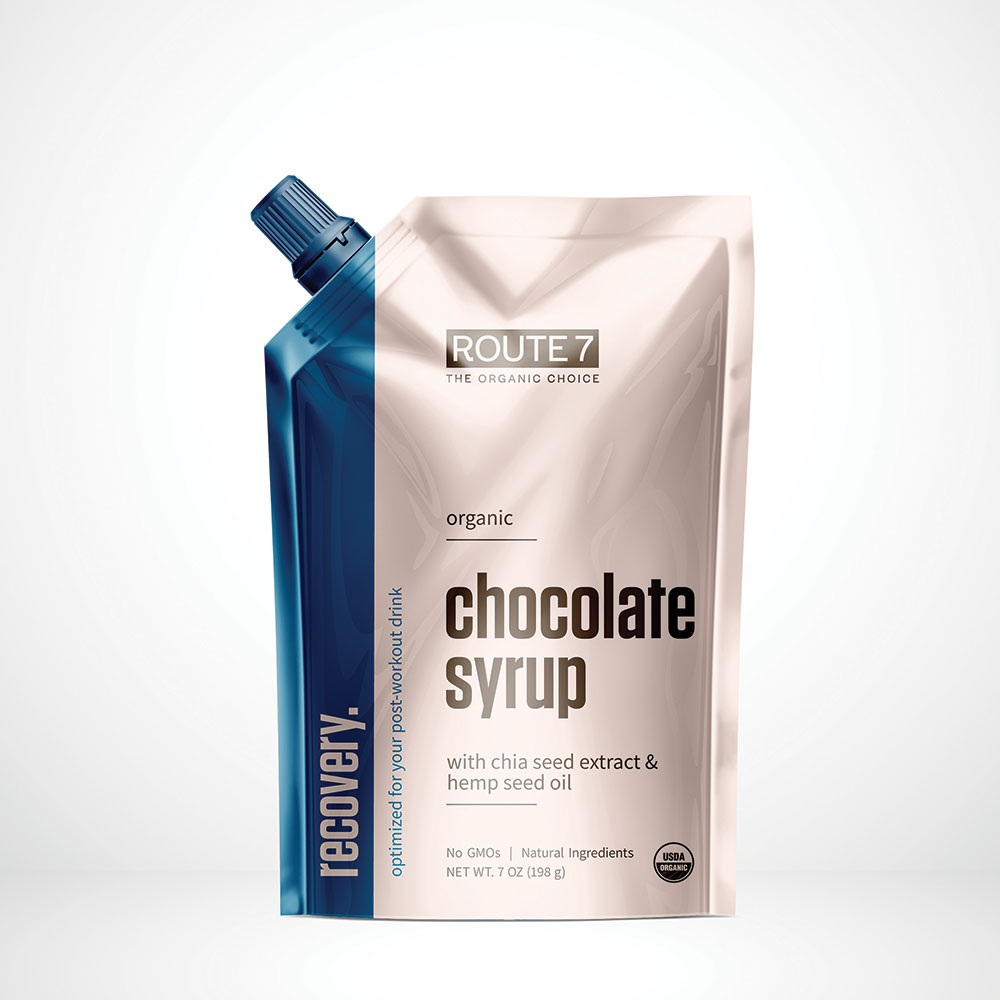 ROUTE 7
THE ORGANIC CHOICE
organic
chocolate
syrup
with chia seed extract &
hemp seed oil
No GMOs | Natural Ingredients
NET WT. 7 OZ (198 g)
USDA
ORGANIC
recovery.
optimized for your post-workout drink